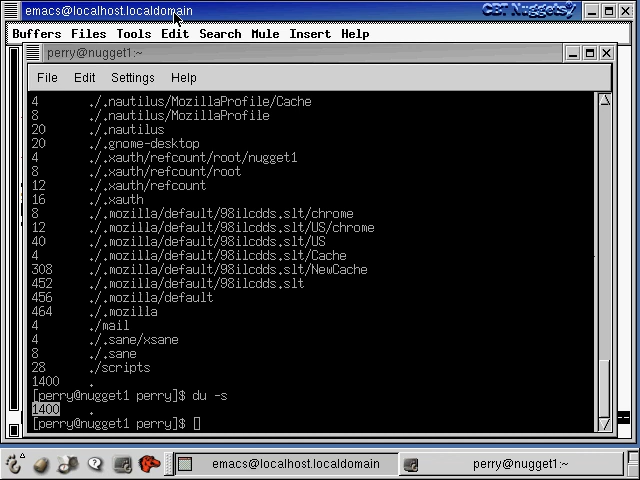 emacs@localhost.localdomain
CBT Nuggets
Buffers Files Tools Edit Search Mule Insert Help
perry@nugget1:~
File Edit Settings Help
4 ./.nautilus/MozillaProfile/Cache
8 ./.nautilus/MozillaProfile
20 ./.nautilus
20 ./.gnome-desktop
4 ./.xauth/refcount/root/nugget1
8 ./.xauth/refcount/root
12 ./.xauth/refcount
16 ./.xauth
8 ./.mozilla/default/98ilcdds.slt/chrome
12 ./.mozilla/default/98ilcdds.slt/US/chrome
40 ./.mozilla/default/98ilcdds.slt/US
4 ./.mozilla/default/98ilcdds.slt/Cache
308 ./.mozilla/default/98ilcdds.slt/NewCache
452 ./.mozilla/default/98ilcdds.slt
456 ./.mozilla/default
464 ./.mozilla
4 ./mail
4 ./.sane/xsane
8 ./.sane
28 ./scripts
1400 .
[perry@nugget1 perry]$ du -s
1400 .
[perry@nugget1 perry]$
emacs@localhost.localdomain perry@nugget1:~